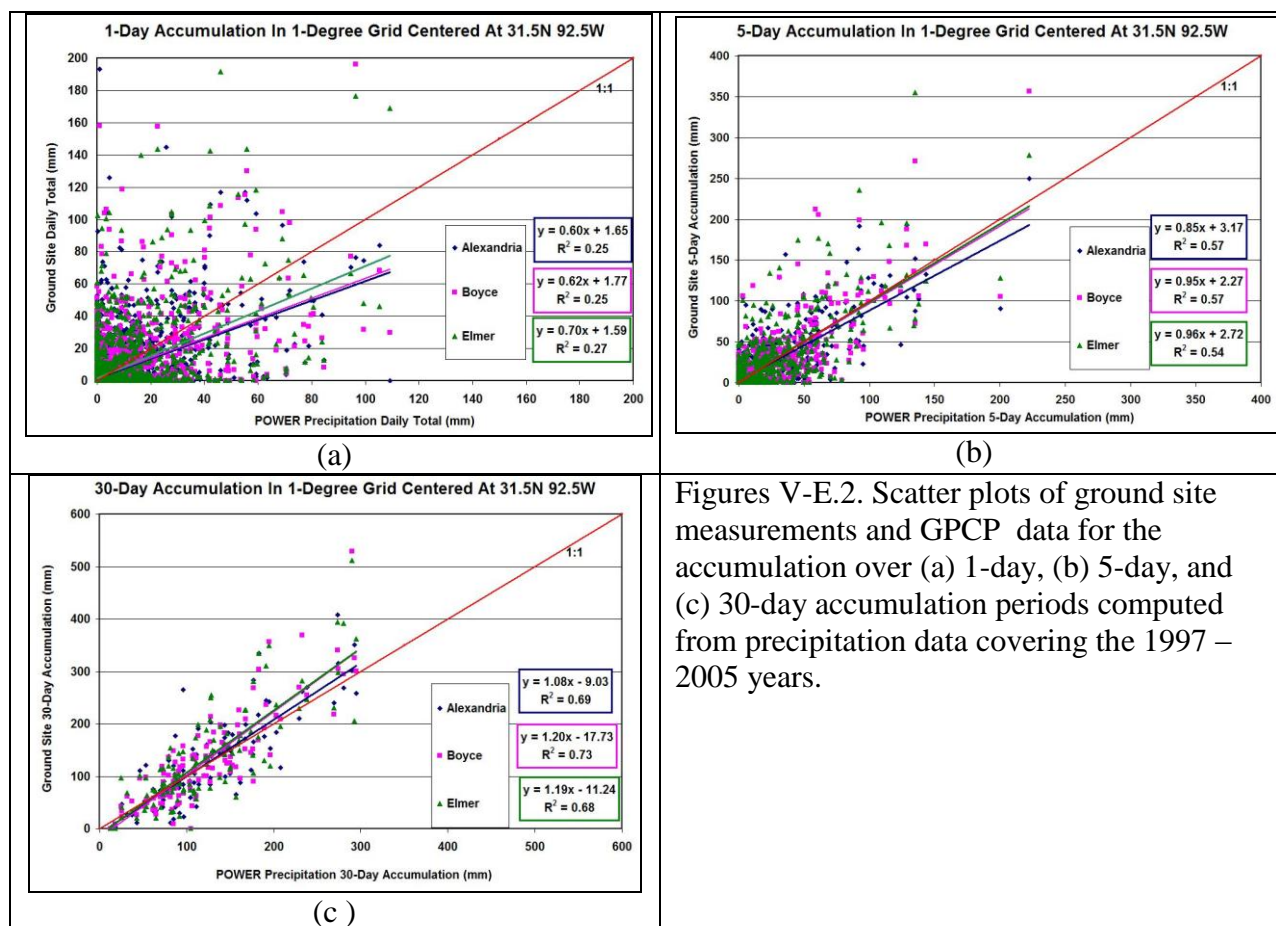 1-Day Accumulation In 1-Degree Grid Centered At 31.5N 92.5W
200
180
160
140
120
100
80
60
40
20
0
Ground Site Daily Total (mm)
1:1
Alexandria
Boyce
Elmer
y = 0.60x + 1.65
R² = 0.25
y = 0.62x + 1.77
R² = 0.25
y = 0.70x + 1.59
R² = 0.27
0 20 40 60 80 100 120 140 160 180 200
POWER Precipitation Daily Total (mm)
(a)
5-Day Accumulation In 1-Degree Grid Centered At 31.5N 92.5W
400
350
300
250
200
150
100
50
0
Ground Site 5-Day Accumulation (mm)
1:1
Alexandria
Boyce
Elmer
y = 0.85x + 3.17
R² = 0.57
y = 0.95x + 2.27
R² = 0.57
y = 0.96x + 2.72
R² = 0.54
0 50 100 150 200 250 300 350 400
POWER Precipitation 5-Day Accumulation (mm)
(b)
30-Day Accumulation In 1-Degree Grid Centered At 31.5N 92.5W
600
500
400
300
200
100
0
Ground Site 30-Day Accumulation (mm)
1:1
Alexandria
Boyce
Elmer
y = 1.08x - 9.03
R² = 0.69
y = 1.20x - 17.73
R² = 0.73
y = 1.19x - 11.24
R² = 0.68
0 100 200 300 400 500 600
POWER Precipitation 30-Day Accumulation (mm)
(c )
Figures V-E.2. Scatter plots of ground site
measurements and GPCP data for the
accumulation over (a) 1-day, (b) 5-day, and
(c) 30-day accumulation periods computed
from precipitation data covering the 1997 –
2005 years.